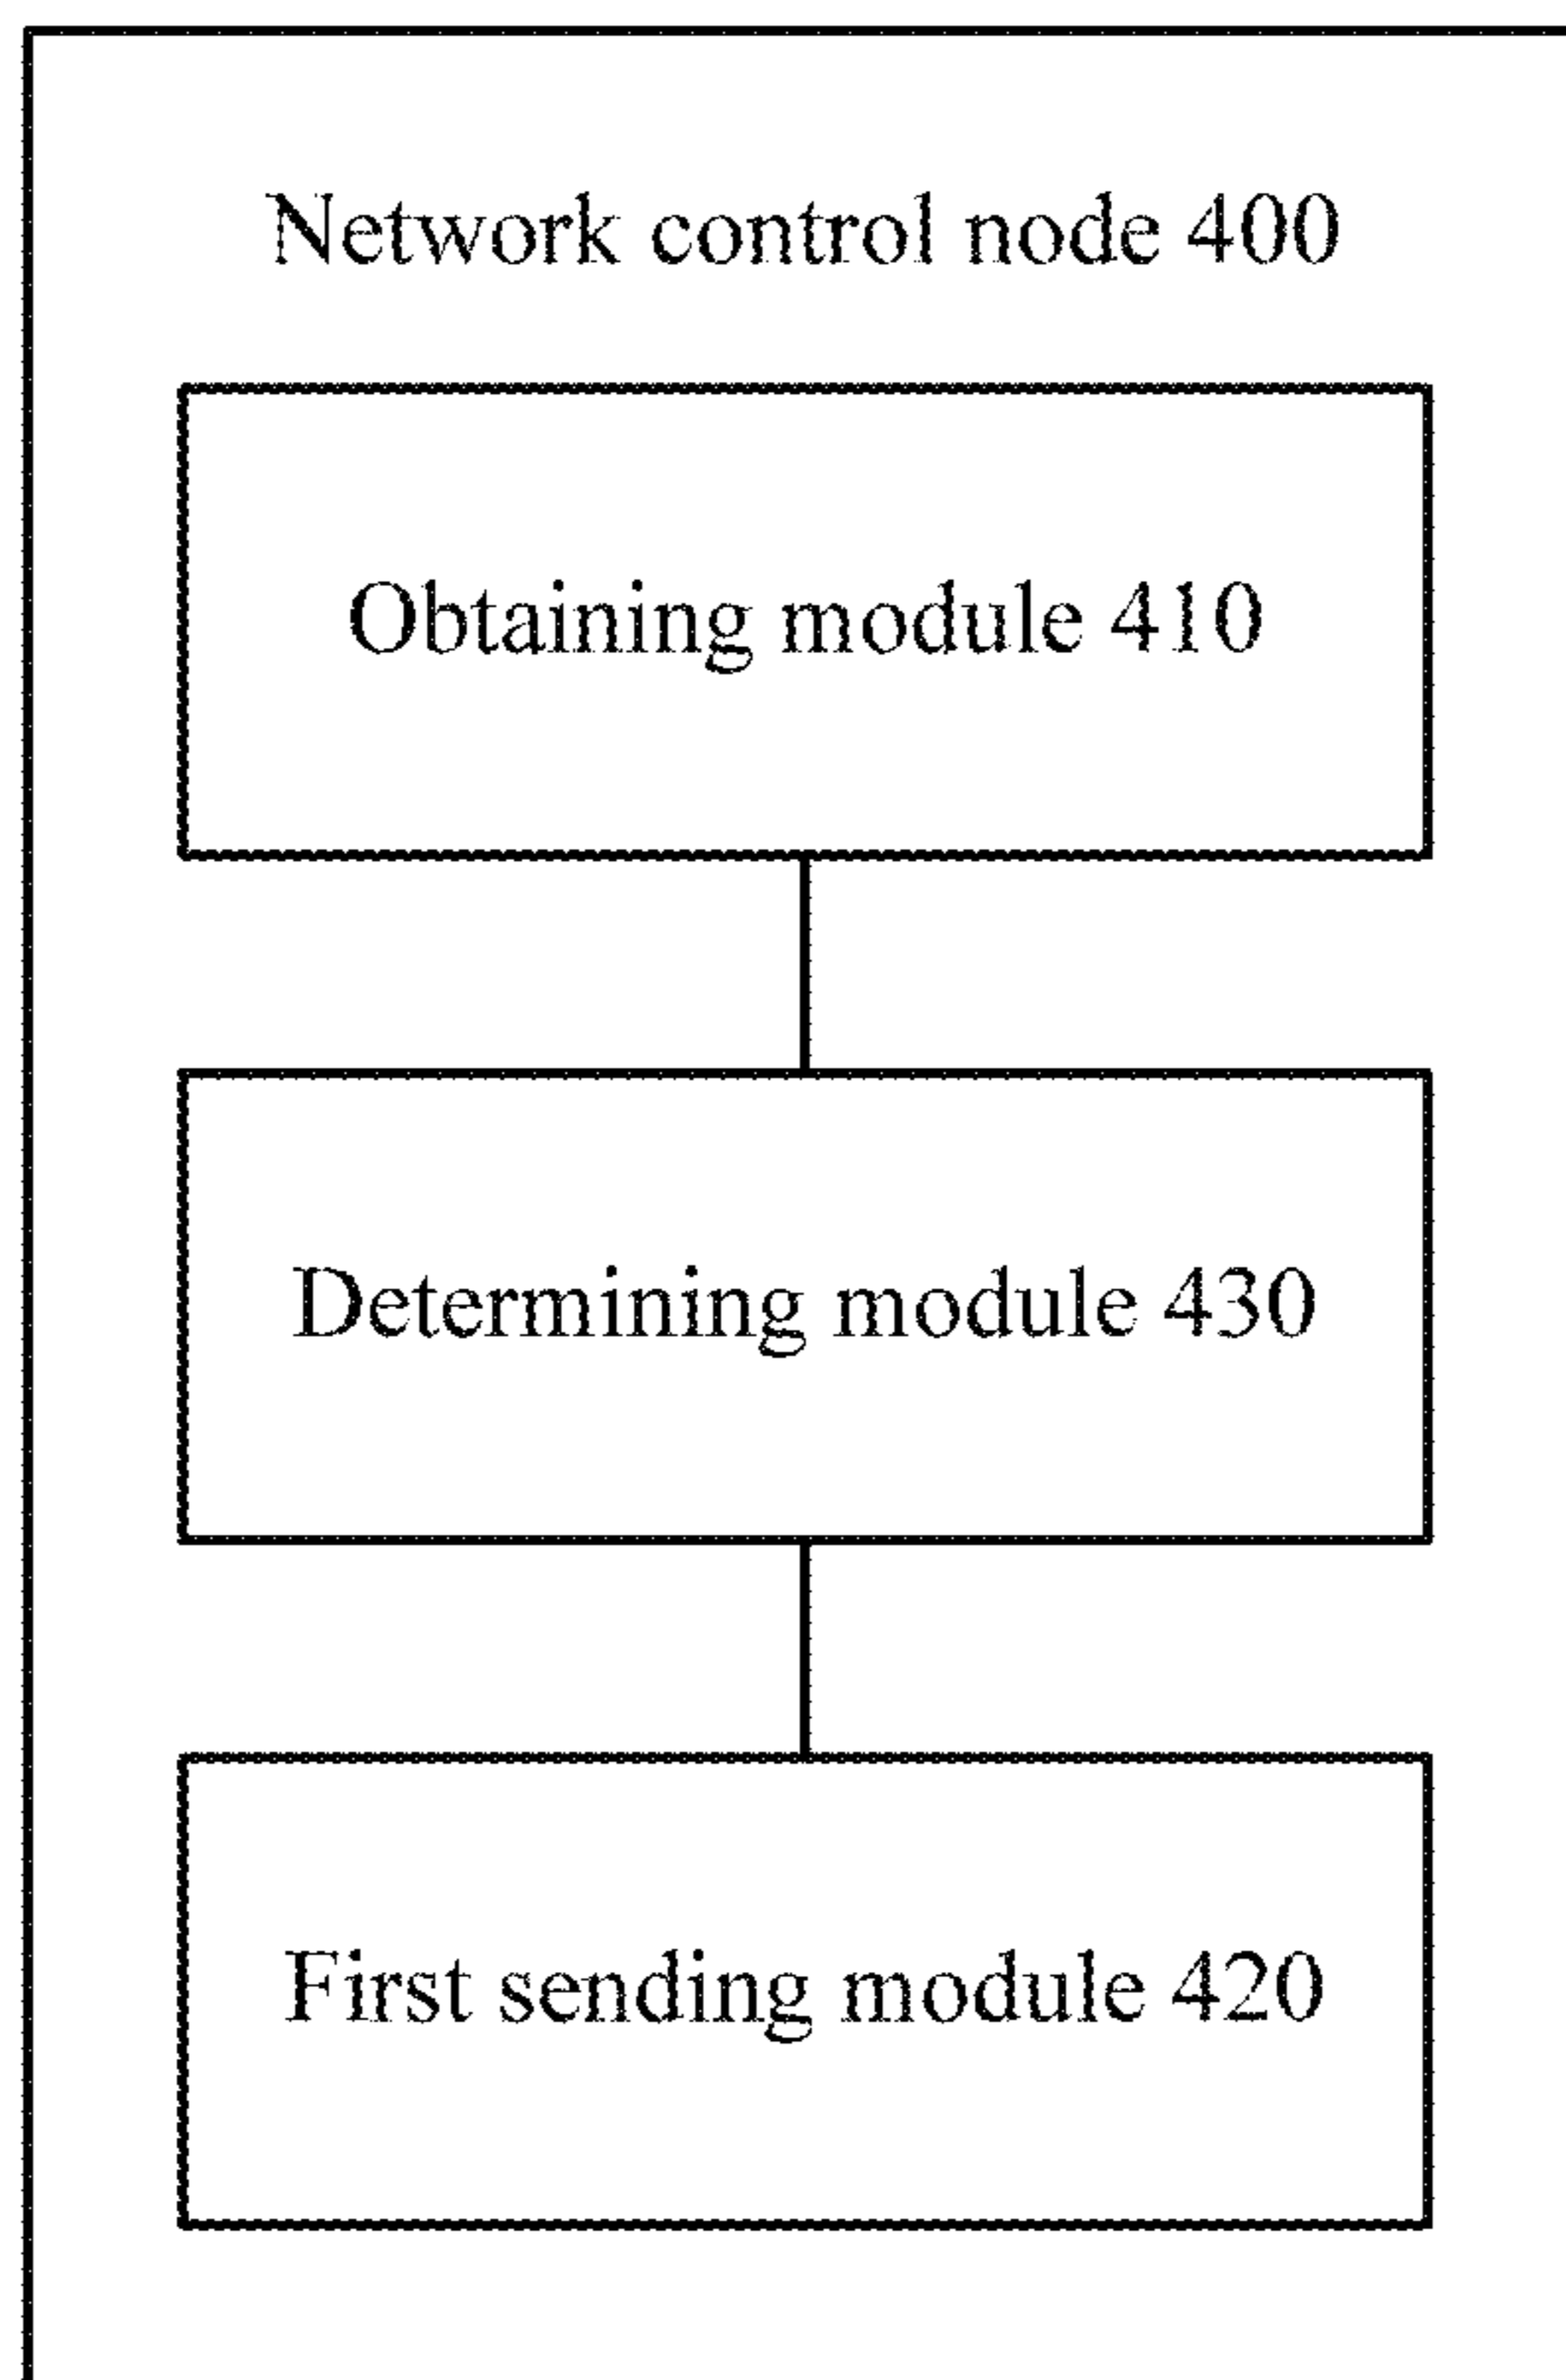 Network control node 400
Obtaining module 410
Determining module 430
First sending module 420